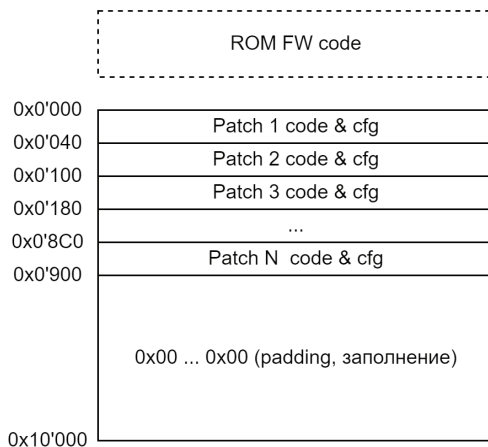 ROM FW code
0x0'000
Patch 1 code & cfg
0x0'040
Patch 2 code & cfg
0x0'100
Patch 3 code & cfg
0x0'180
...
0x0'8C0
Patch N code & cfg
0x0'900
0x00 ... 0x00 (padding, заполнение)
0x10'000